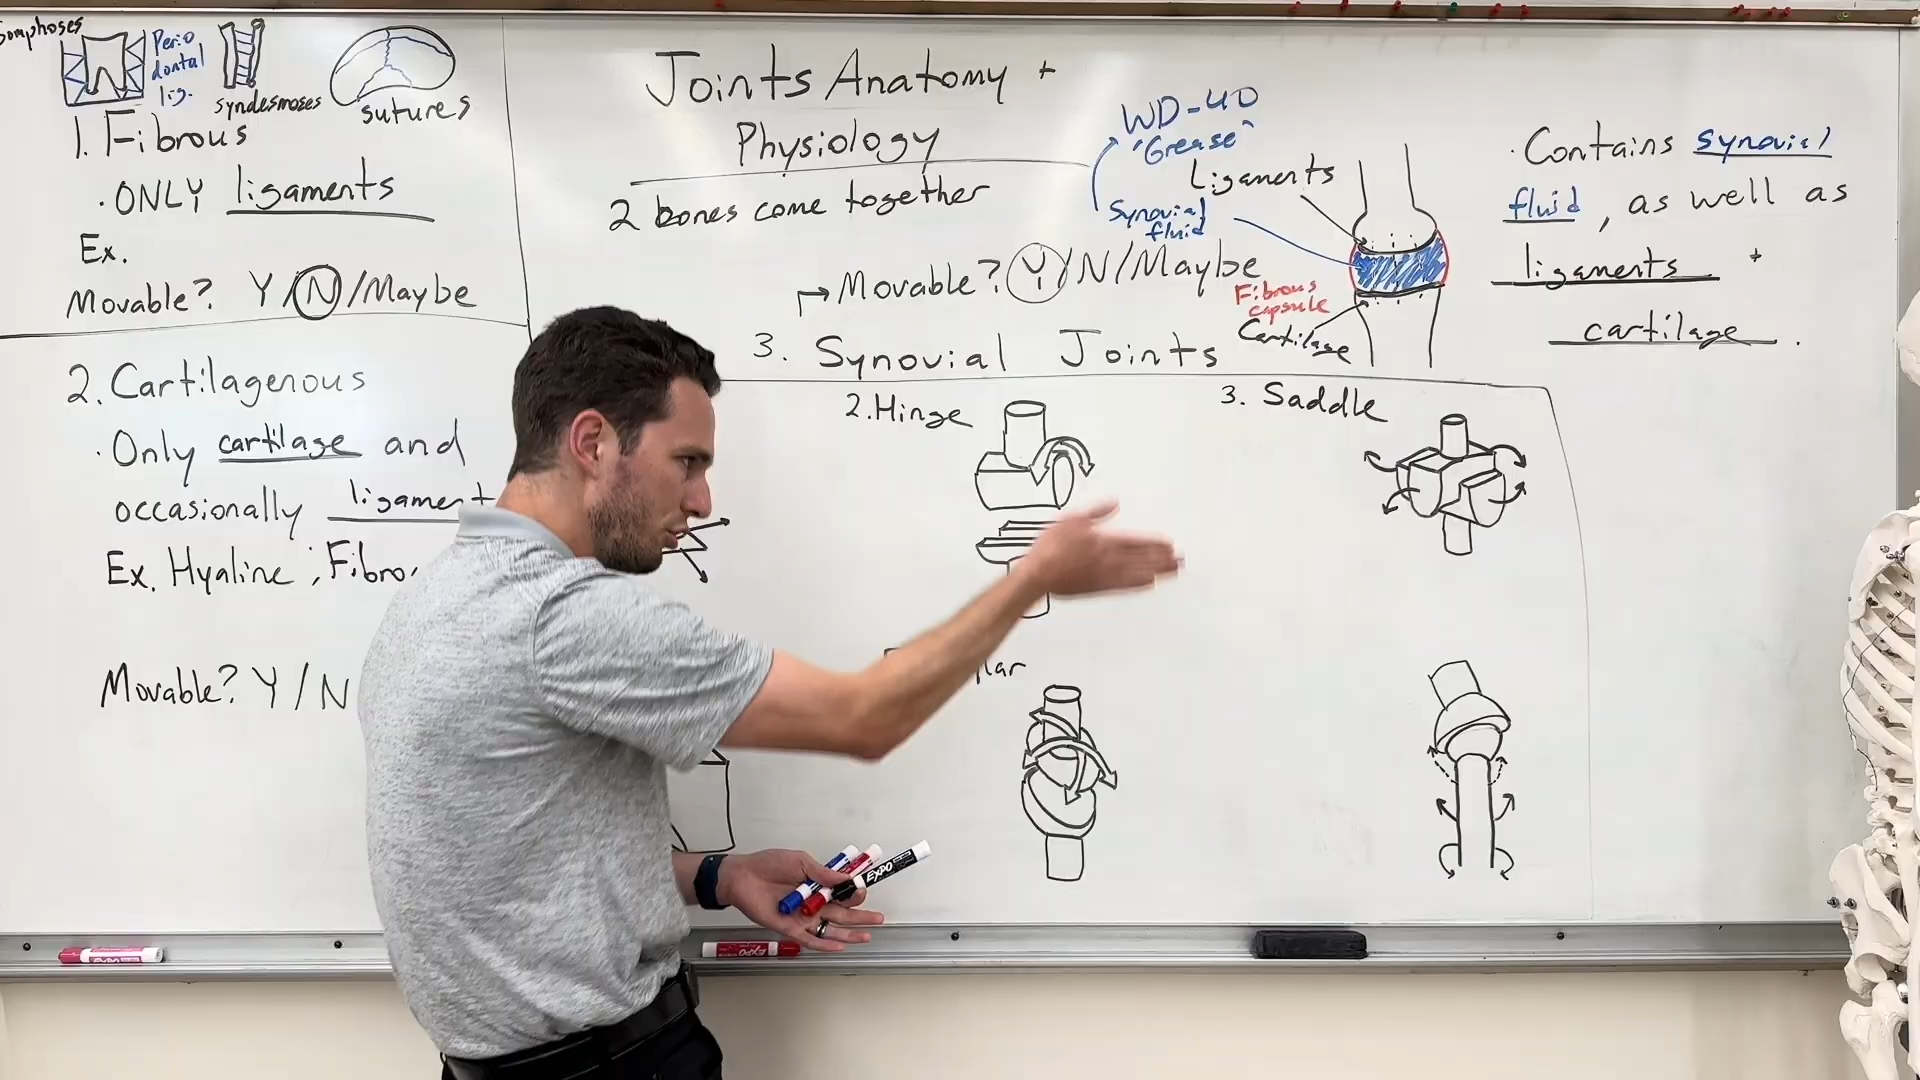 Perio
dontal
lig.
syndesmoses
sutures
1. Fibrous
· ONLY ligaments
Ex.
Movable? Y/N/Maybe
2. Cartilagenous
· Only cartilage and
occasionally
Ex. Hyaline ; Fibro
Movable? Y/N
Joints Anatomy +
Physiology
2 bones come together
→ Movable? Y/N/Maybe
3. Synovial Joints
WD-40
"Grease"
Ligaments
Synovial
fluid
Fibrous
capsule
Cartilage
· Contains synovial
fluid, as well as
ligaments +
cartilage.
2. Hinge
3. Saddle
EXPO
EXPO